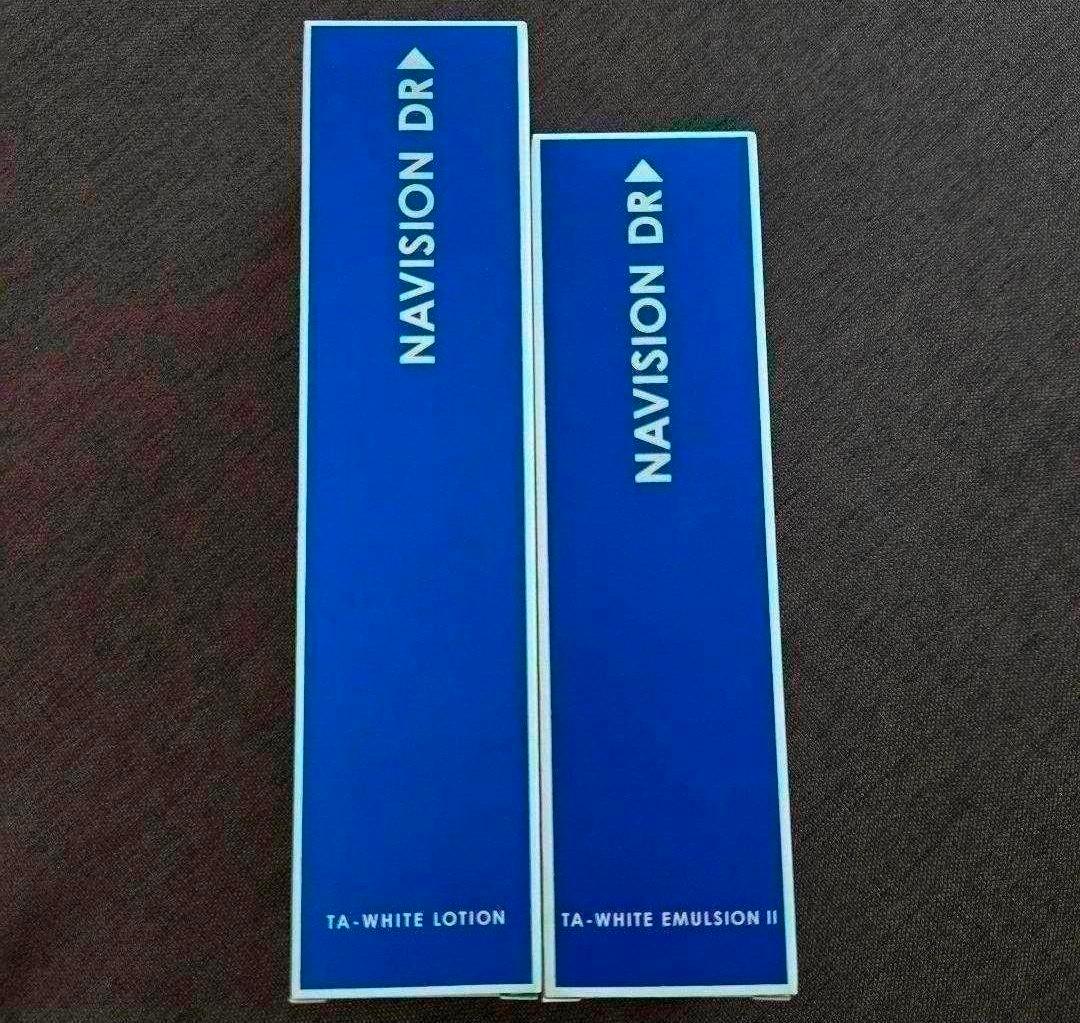 NAVISION DR
TA-WHITE LOTION
NAVISION DR
TA-WHITE EMULSION II